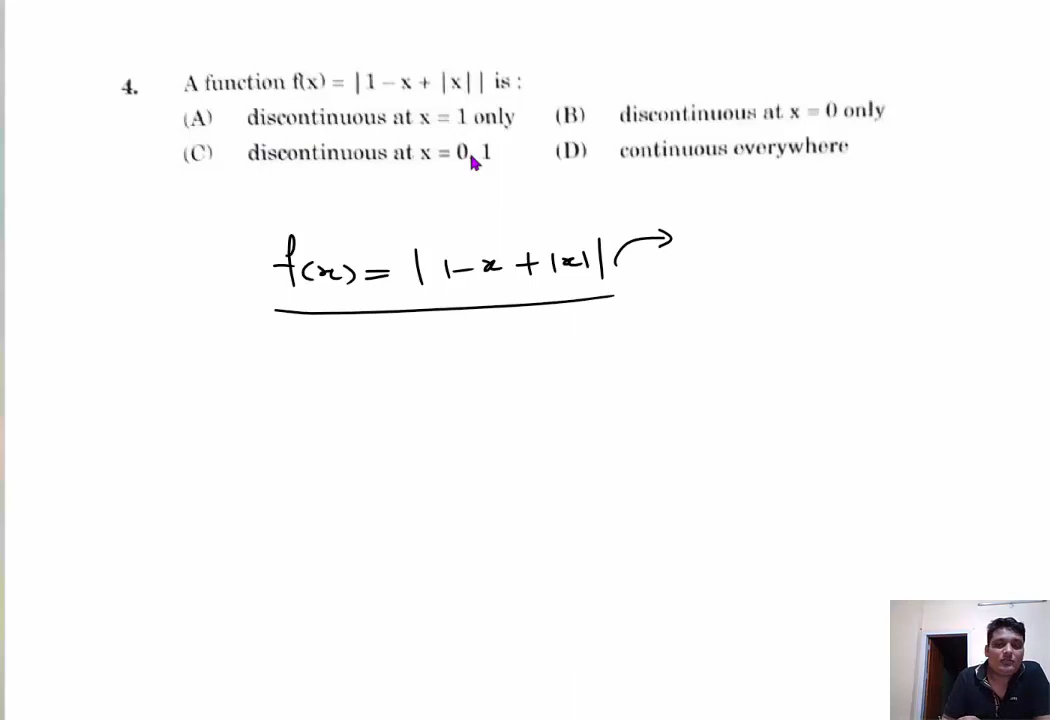 4. A function f(x) = | 1 – x + |x| | is :
(A) discontinuous at x = 1 only (B) discontinuous at x = 0 only
(C) discontinuous at x = 0, 1 (D) continuous everywhere
f(x) = | 1 – x + |x| |